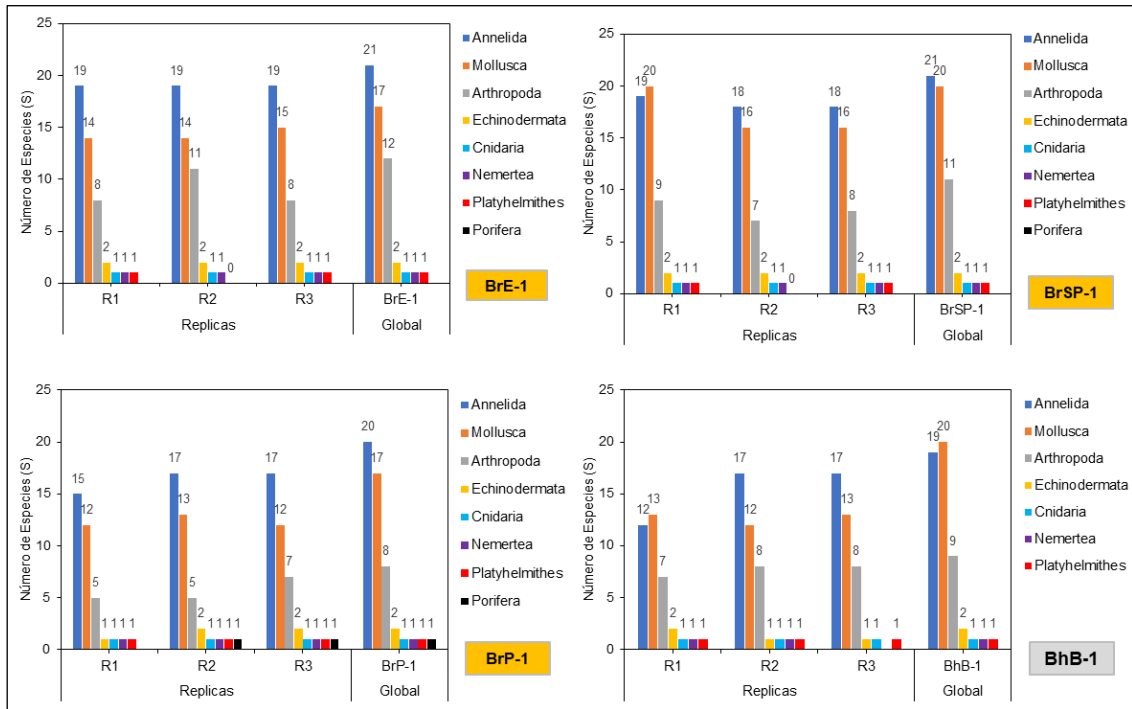 Número de Especies (S)
25
20
15
10
5
0
19 14 8 2 1 1 1
19 14 11 2 1 1 0
19 15 8 2 1 1 1
21 17 12 2 1 1 1
R1 R2 R3 BrE-1
Replicas Global
Annelida
Mollusca
Arthropoda
Echinodermata
Cnidaria
Nemertea
Platyhelmithes
Porifera
BrE-1
Número de Especies (S)
25
20
15
10
5
0
19 20 9 2 1 1 1
18 16 7 2 1 1 0
18 16 8 2 1 1 1
21 20 11 2 1 1 1
R1 R2 R3 BrSP-1
Replicas Global
Annelida
Mollusca
Arthropoda
Echinodermata
Cnidaria
Nemertea
Platyhelmithes
Porifera
BrSP-1
Número de Especies (S)
25
20
15
10
5
0
15 12 5 1 1 1 1
17 13 5 2 1 1 1 1
17 12 7 2 1 1 1 1
20 17 8 2 1 1 1 1
R1 R2 R3 BrP-1
Replicas Global
Annelida
Mollusca
Arthropoda
Echinodermata
Cnidaria
Nemertea
Platyhelmithes
Porifera
BrP-1
Número de Especies (S)
25
20
15
10
5
0
12 13 7 2 1 1 1
17 12 8 1 1 1 1
17 13 8 1 1 1
19 20 9 2 1 1 1
R1 R2 R3 BhB-1
Replicas Global
Annelida
Mollusca
Arthropoda
Echinodermata
Cnidaria
Nemertea
Platyhelmithes
BhB-1